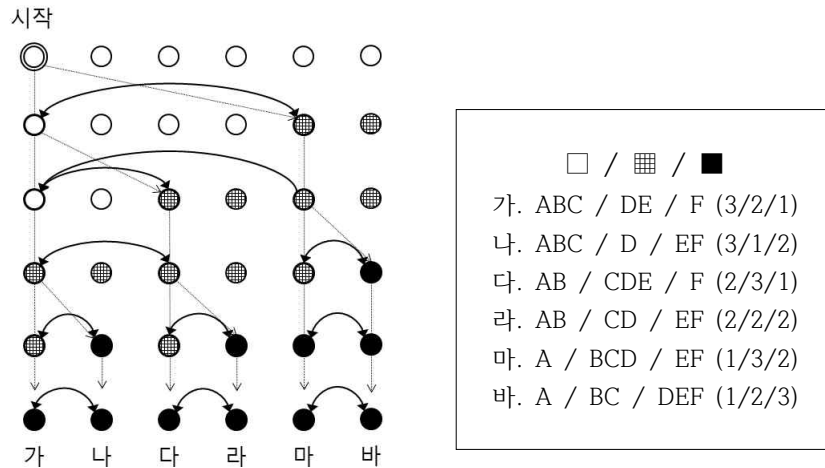 시작
가 나 다 라 마 바
□ / ▦ / ■
가. ABC / DE / F (3/2/1)
나. ABC / D / EF (3/1/2)
다. AB / CDE / F (2/3/1)
라. AB / CD / EF (2/2/2)
마. A / BCD / EF (1/3/2)
바. A / BC / DEF (1/2/3)